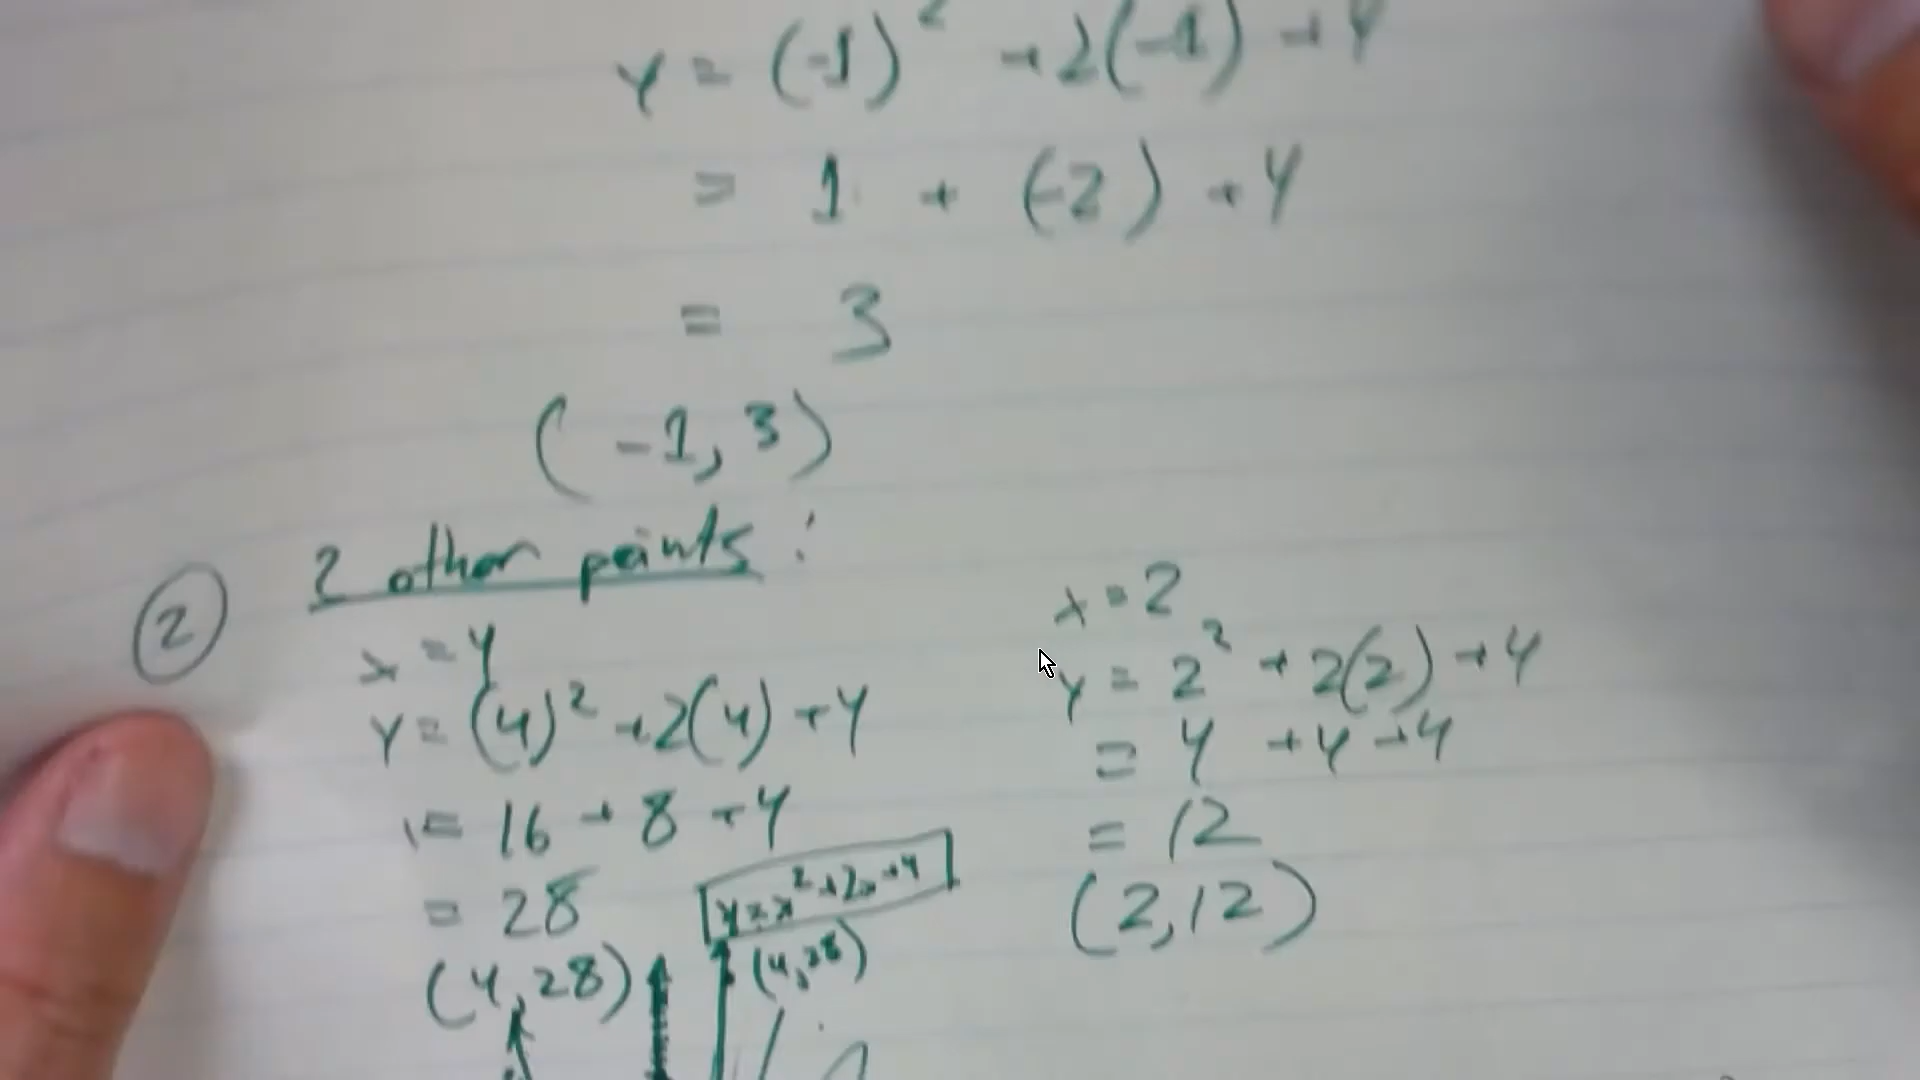 y = (-1)² + 2(-1) + 4
= 1 + (-2) + 4
= 3
(-1, 3)
② 2 other points:
x = 4
y = (4)² + 2(4) + 4
= 16 + 8 + 4
= 28
(4, 28)
x = 2
y = 2² + 2(2) + 4
= 4 + 4 + 4
= 12
(2, 12)
y = x² + 2x + 4
(4, 28)